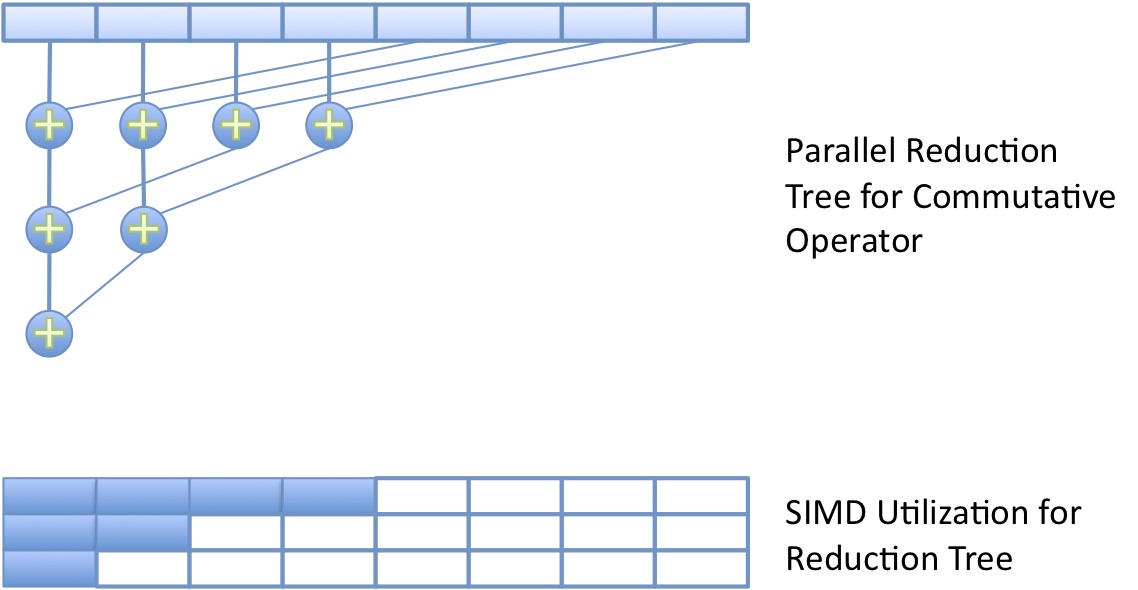 Parallel Reduction
Tree for Commutative
Operator
SIMD Utilization for
Reduction Tree